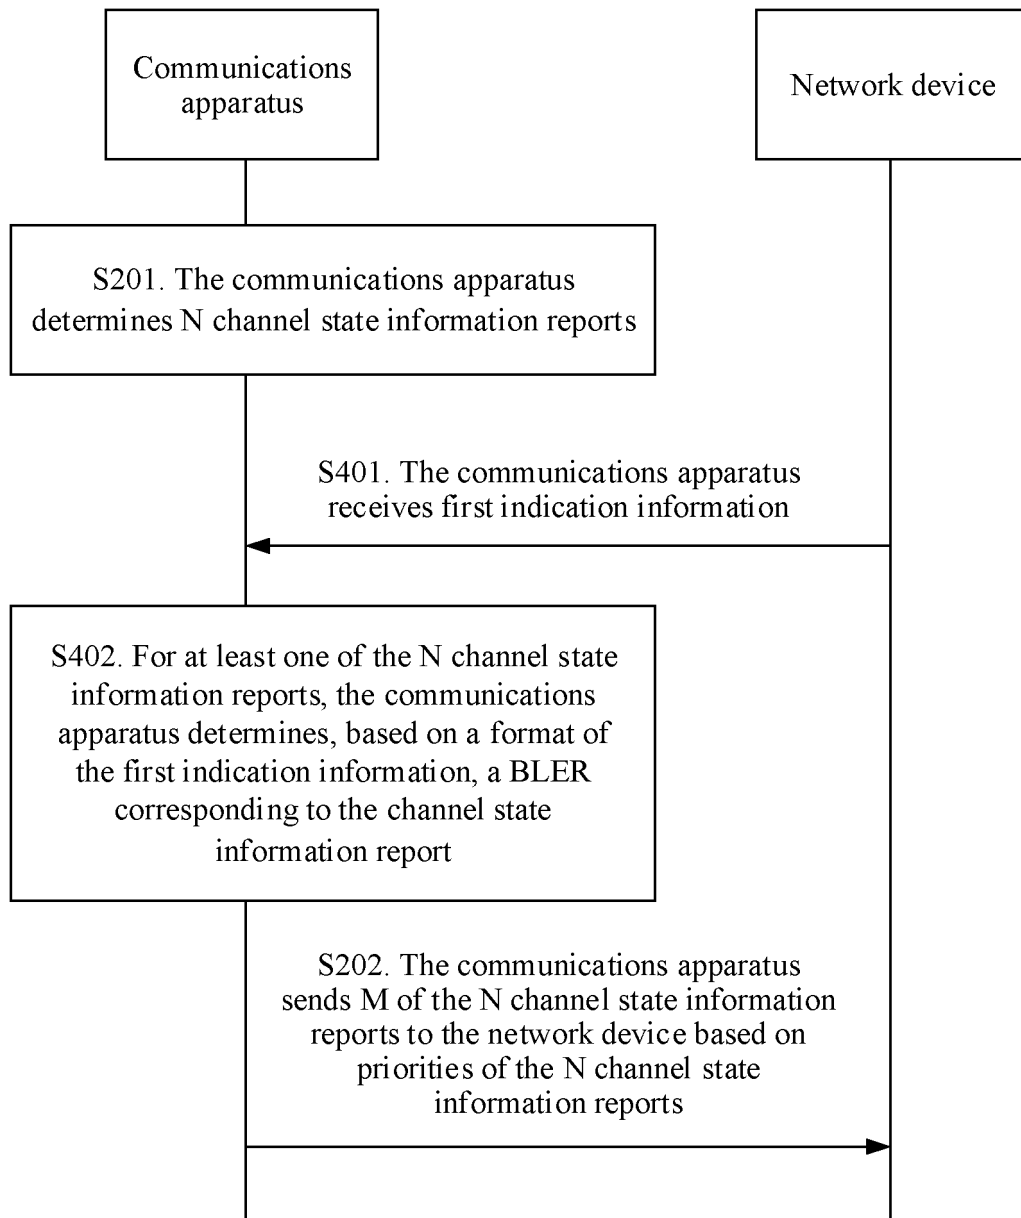 Communications
apparatus
Network device
S201. The communications apparatus
determines N channel state information reports
S401. The communications apparatus
receives first indication information
S402. For at least one of the N channel state
information reports, the communications
apparatus determines, based on a format of
the first indication information, a BLER
corresponding to the channel state
information report
S202. The communications apparatus
sends M of the N channel state information
reports to the network device based on
priorities of the N channel state
information reports